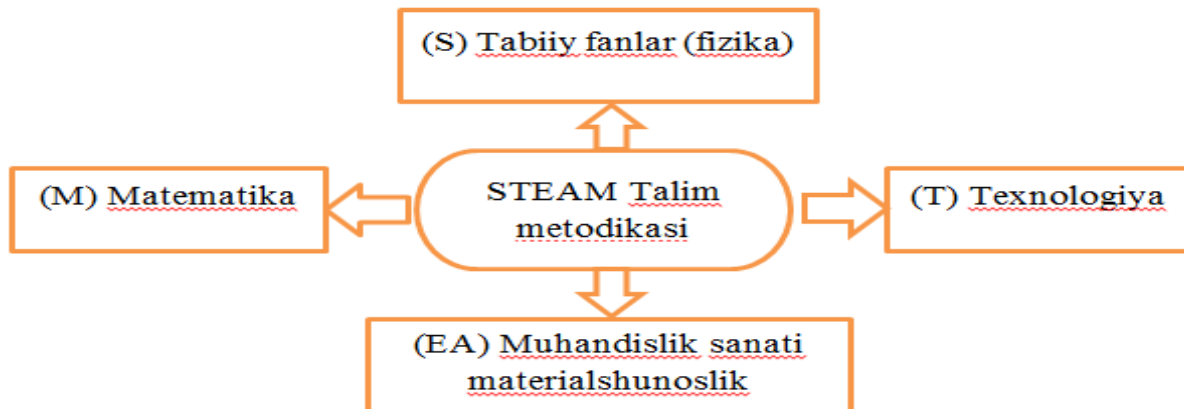 (S) Tabiiy fanlar (fizika)
(M) Matematika
STEAM Talim
metodikasi
(T) Texnologiya
(EA) Muhandislik sanati
materialshunoslik